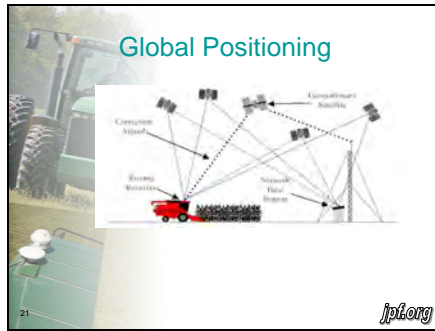 Global Positioning
Geostationary
Satellite
Correction
Signal
Roving
Receiver
Network
Base
Station
21
jpf.org